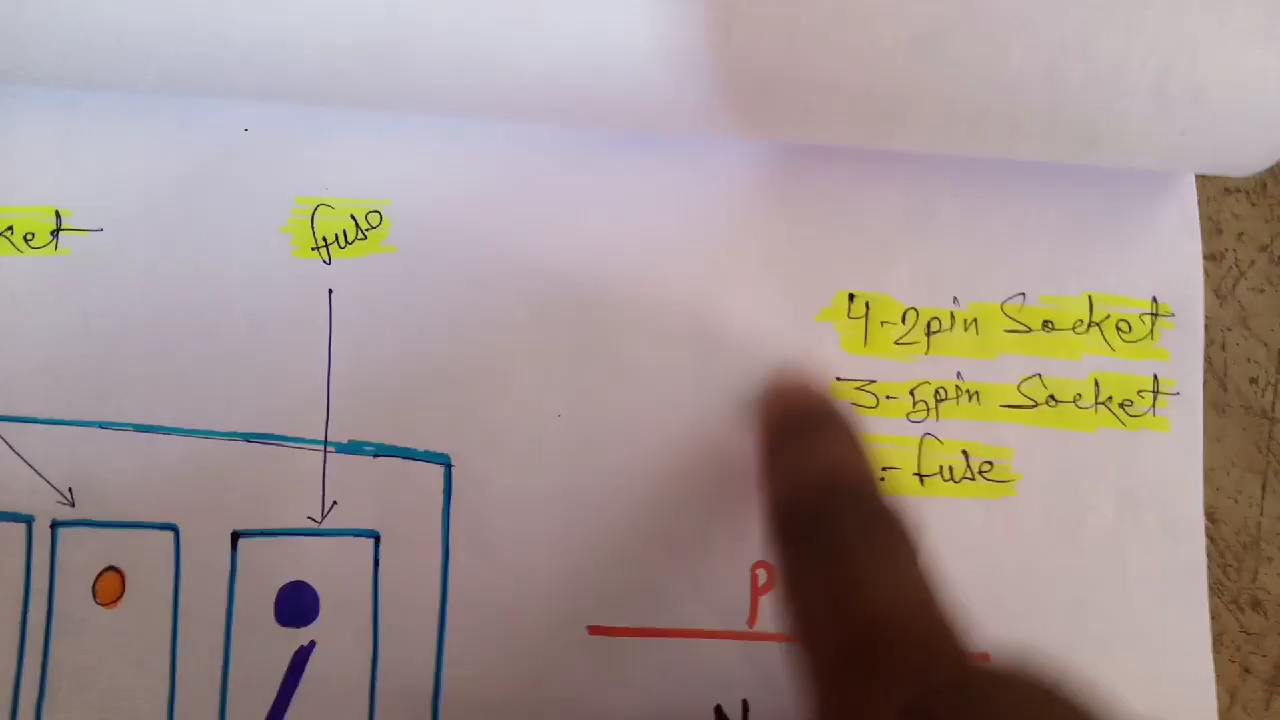 ket
fuse
4-2pin Socket
3-5pin Socket
- fuse
P
N